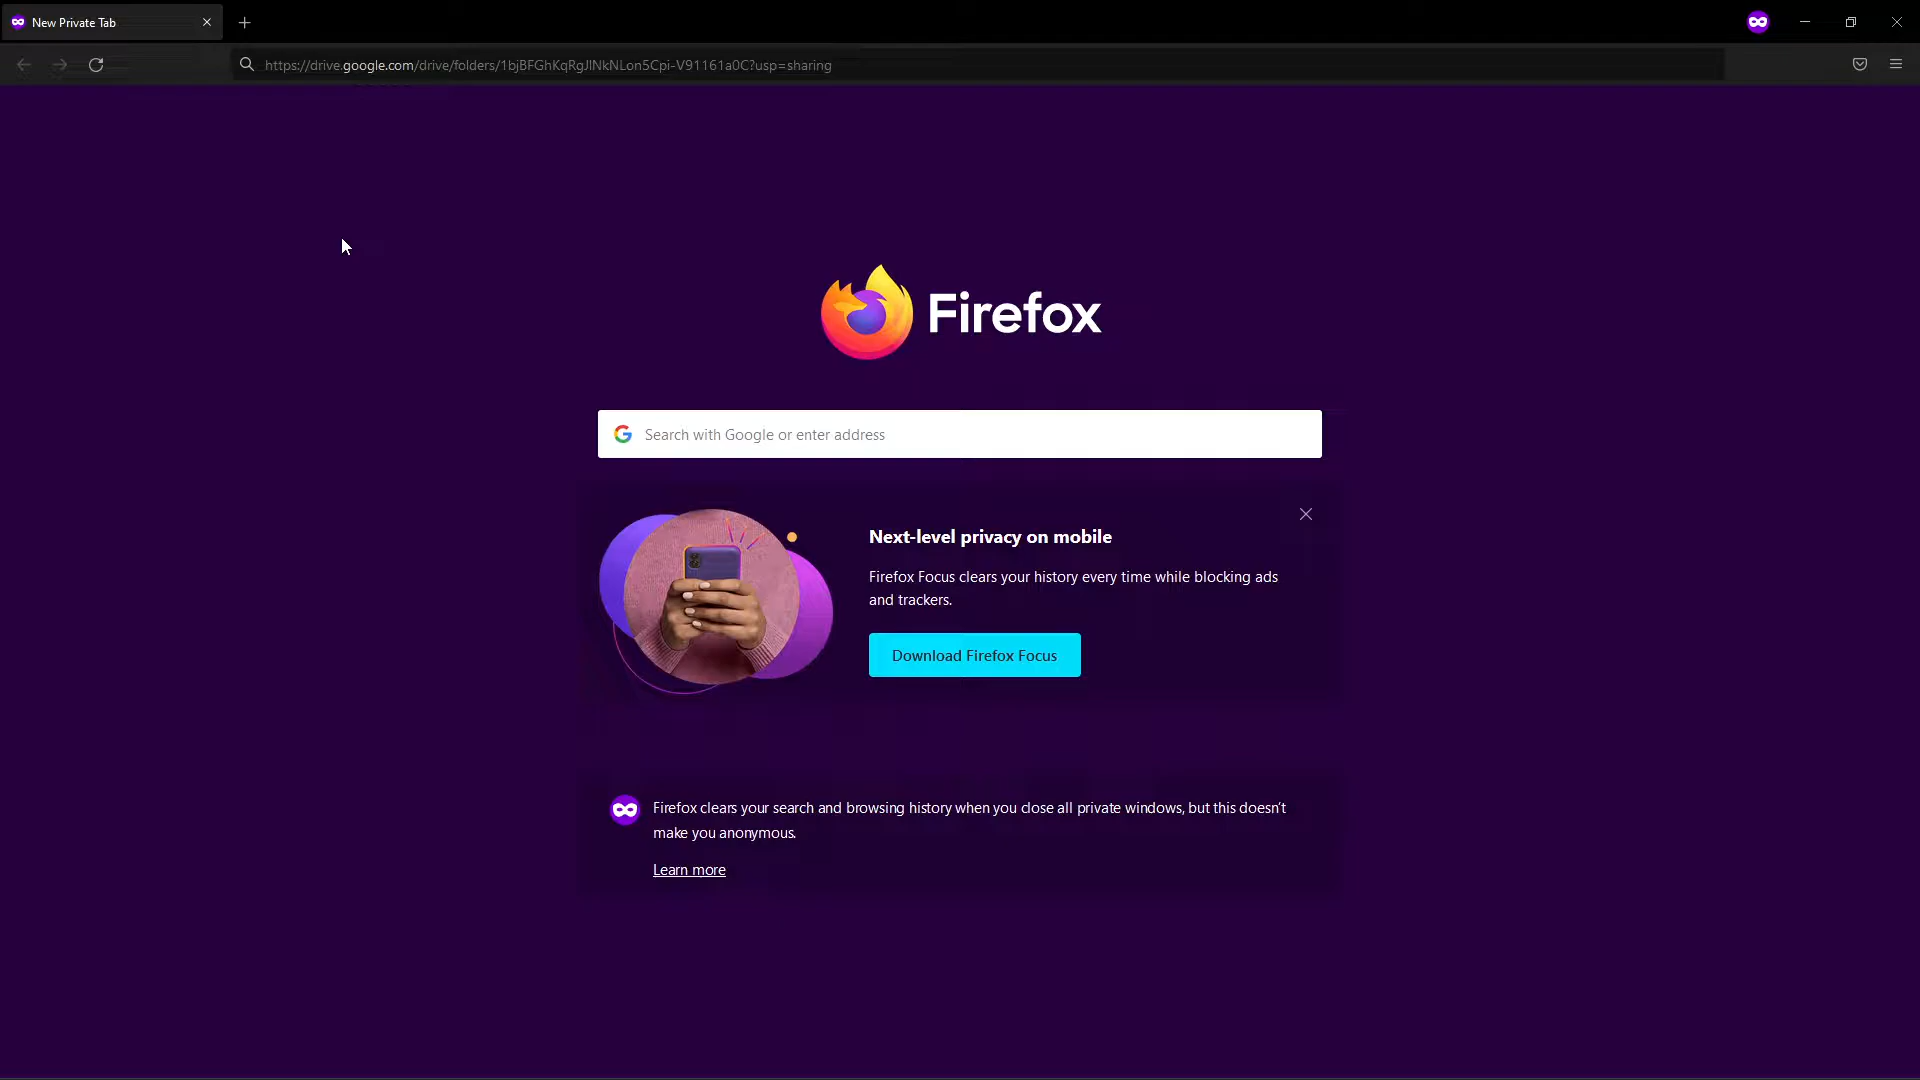 New Private Tab
https://drive.google.com/drive/folders/1bjBFGhKqRgJlNkNLon5Cpi-V91161a0C?usp=sharing
Firefox
Search with Google or enter address
Next-level privacy on mobile
Firefox Focus clears your history every time while blocking ads
and trackers.
Download Firefox Focus
Firefox clears your search and browsing history when you close all private windows, but this doesn't
make you anonymous.
Learn more